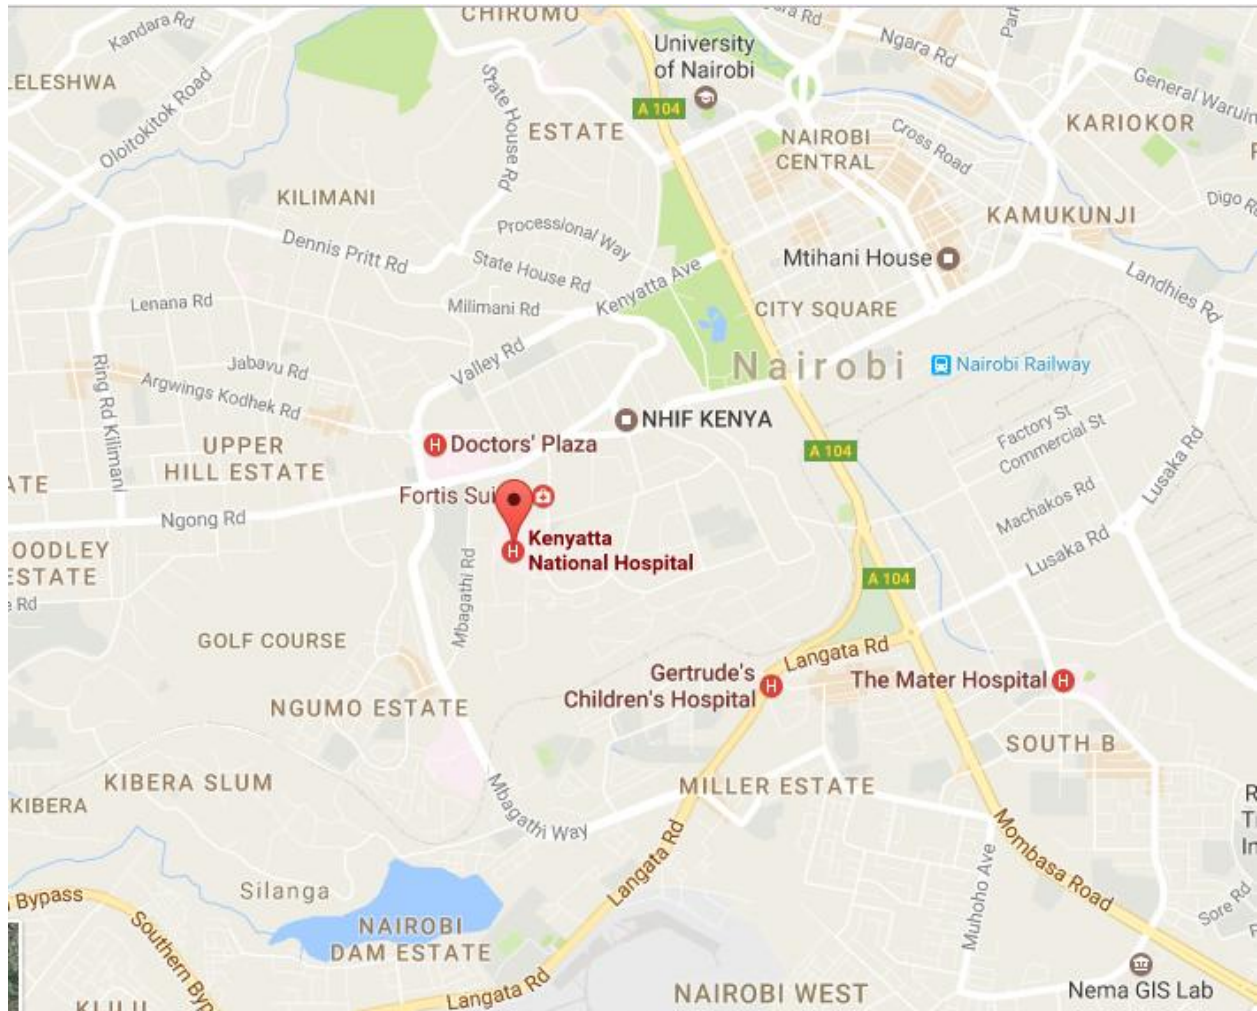 CHIROMO
Kandara Rd
LELESHWA
Oloitokitok Road
State House Rd
ESTATE
University
of Nairobi
A 104
Ngara Rd
General
KARIOKOR
NAIROBI
CENTRAL
Cross Road
KILIMANI
Digo
KAMUKUNJI
Processional Way
Dennis Pritt Rd
State House Rd
Mtihani House
Kenyatta Ave
Landhies Rd
Lenana Rd
Milimani Rd
CITY SQUARE
Jabavu Rd
Valley Rd
Nairobi
Nairobi Railway
Argwings Kodhek Rd
Ring Rd Kilimani
NHIF KENYA
Factory St
Commercial St
UPPER
HILL ESTATE
Doctors' Plaza
A 104
Lusaka Rd
Fortis
Machakos Rd
Ngong Rd
Kenyatta
National Hospital
Lusaka Rd
A 104
Mbagathi Rd
GOLF COURSE
Langata Rd
Gertrude's
Children's Hospital
The Mater Hospital
NGUMO ESTATE
SOUTH B
KIBERA SLUM
MILLER ESTATE
KIBERA
Mbagathi Way
Langata Rd
Mombasa Road
Muhoho Ave
Silanga
Bypass
Southern
NAIROBI
DAM ESTATE
Sore Rd
Langata Rd
NAIROBI WEST
Nema GIS Lab